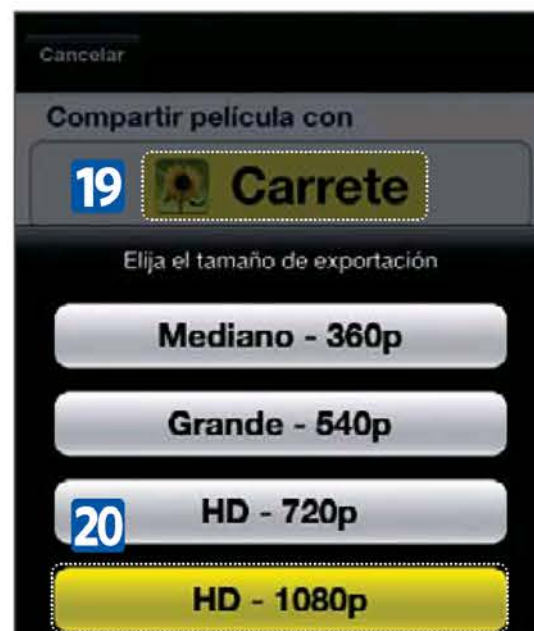 Cancelar
Compartir película con
19 Carrete
Elija el tamaño de exportación
Mediano - 360p
Grande - 540p
20 HD - 720p
HD - 1080p